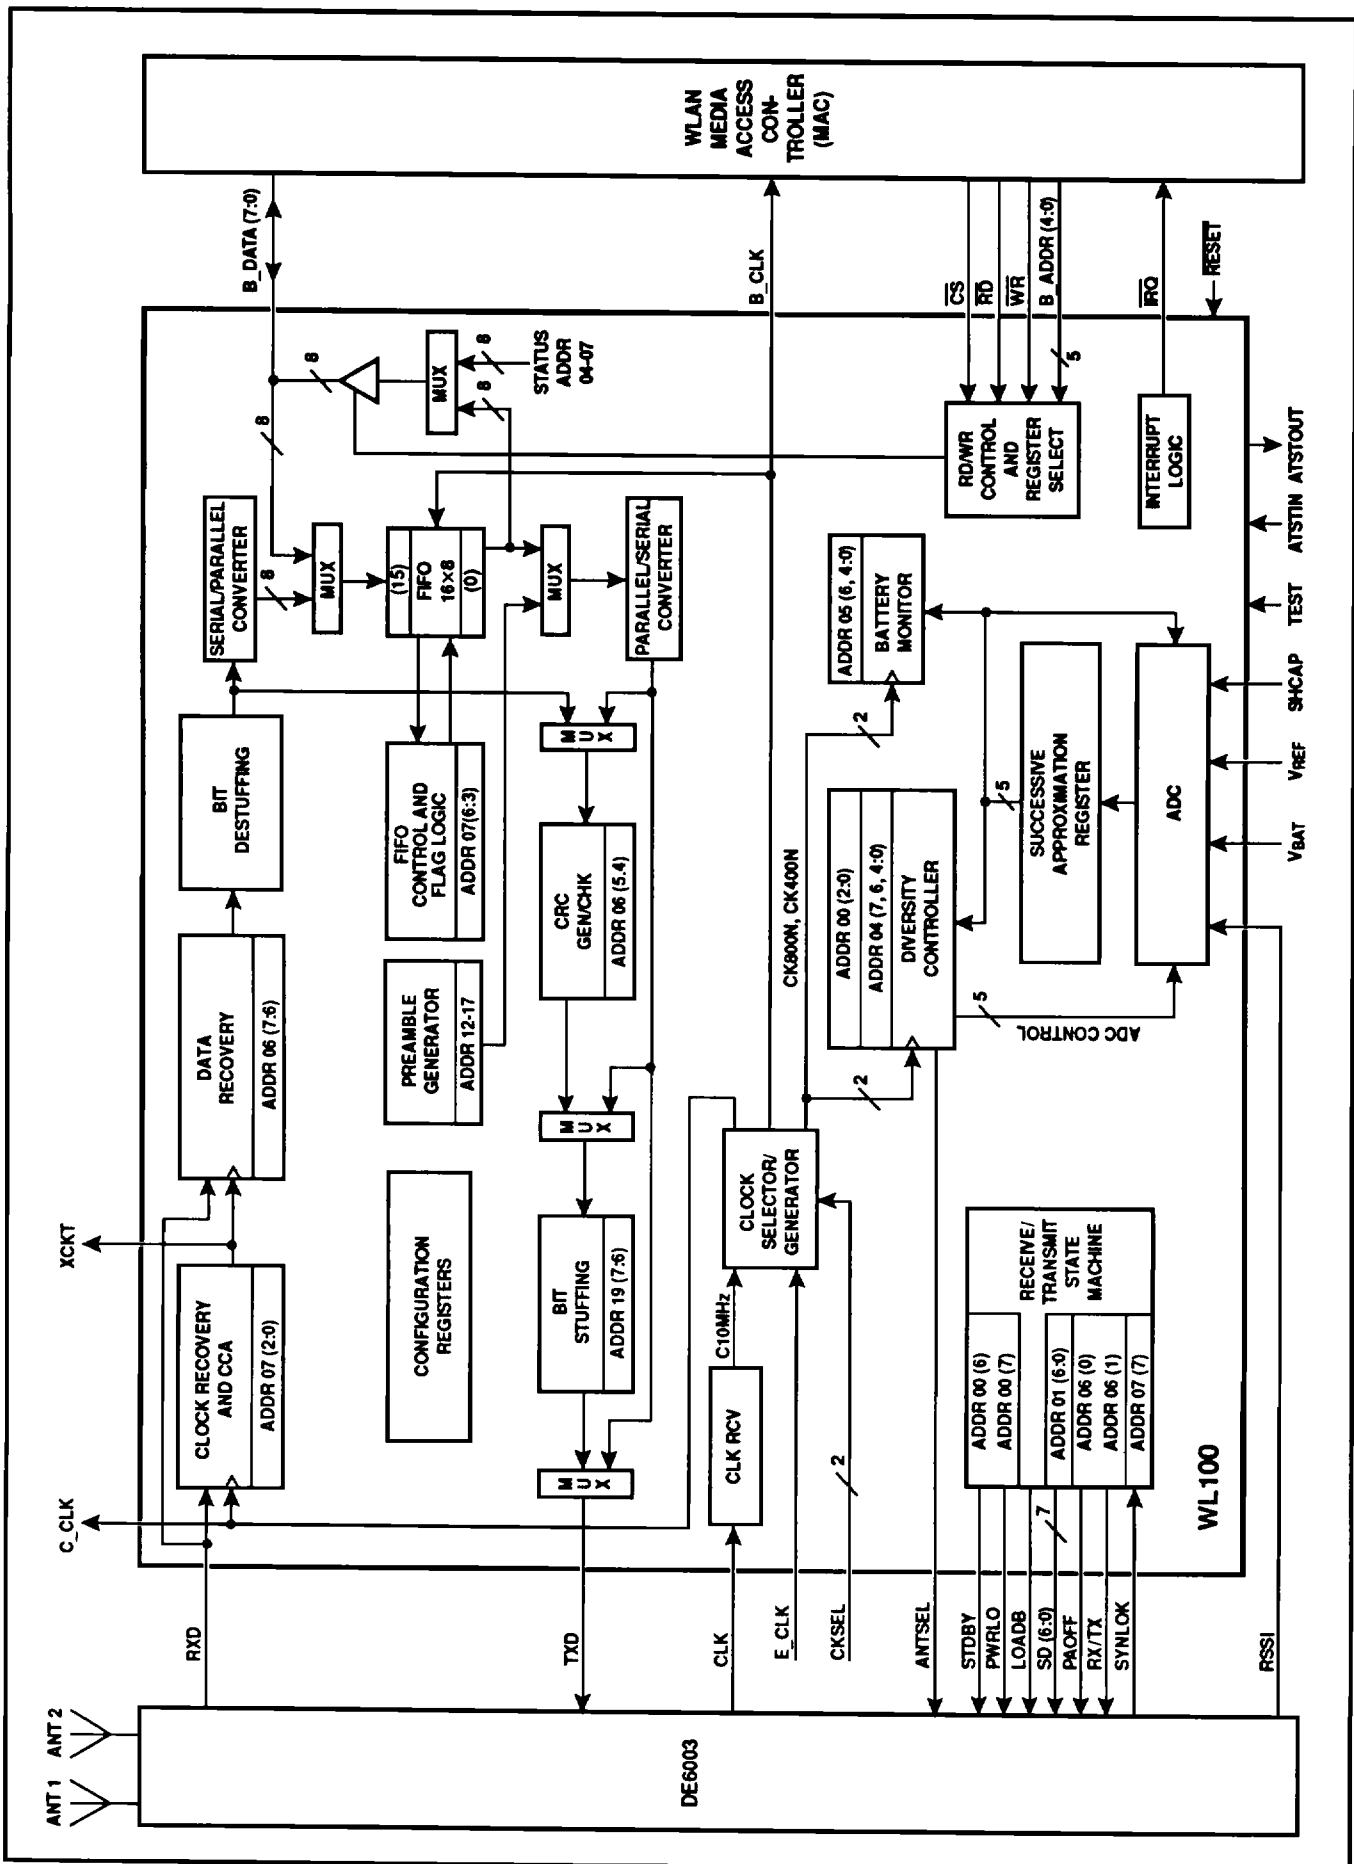 ANT 1
ANT 2
DE6003
RXD
TXD
CLK
E_CLK
CKSEL
ANTSEL
STDBY
PWRLO
LOADB
SD (6:0)
PAOFF
RX/TX
SYNLOK
RSSI
C_CLK
XCKT
CLOCK RECOVERY
AND CCA
ADDR 07 (2:0)
DATA
RECOVERY
ADDR 06 (7:6)
BIT
DESTUFFING
SERIAL/PARALLEL
CONVERTER
8
8
8
B_DATA (7:0)
MUX
CONFIGURATION
REGISTERS
PREAMBLE
GENERATOR
ADDR 12-17
FIFO
CONTROL AND
FLAG LOGIC
ADDR 07(6:3)
(15)
FIFO
16×8
(0)
MUX
8
8
STATUS
ADDR
04-07
MUX
PARALLEL/SERIAL
CONVERTER
MUX
BIT
STUFFING
ADDR 19 (7:6)
MUX
CRC
GEN/CHK
ADDR 06 (5.4)
MUX
CLK RCV
C10MHz
CLOCK
SELECTOR/
GENERATOR
2
CK800N, CK400N
2
2
B_CLK
ADDR 00 (2:0)
ADDR 04 (7, 6, 4:0)
DIVERSITY
CONTROLLER
ADDR 05 (6, 4:0)
BATTERY
MONITOR
5
ADC CONTROL
5
SUCCESSIVE
APPROXIMATION
REGISTER
ADC
RD/WR
CONTROL
AND
REGISTER
SELECT
CS
RD
WR
B_ADDR (4:0)
5
INTERRUPT
LOGIC
IRQ
RESET
ADDR 00 (6)
ADDR 00 (7)
ADDR 01 (6:0)
ADDR 06 (0)
ADDR 06 (1)
ADDR 07 (7)
RECEIVE/
TRANSMIT
STATE
MACHINE
7
WL100
VBAT
VREF
SHCAP
TEST
ATSTIN
ATSTOUT
WLAN
MEDIA
ACCESS
CON-
TROLLER
(MAC)